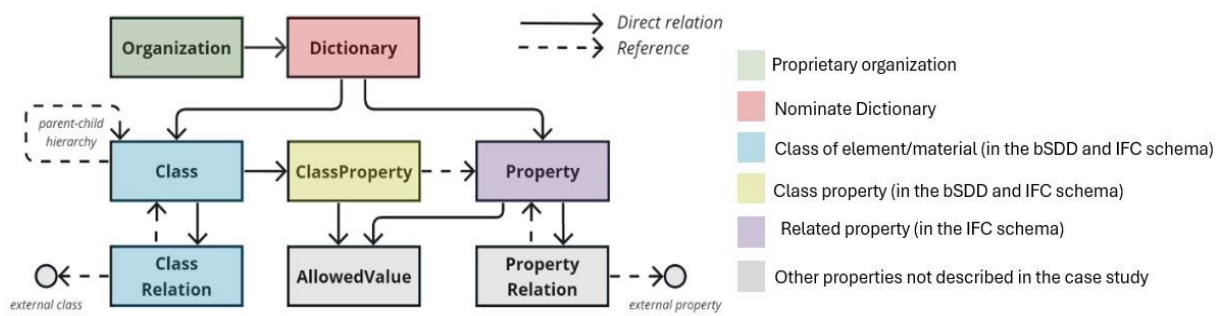 Organization
Dictionary
Direct relation
Reference
Proprietary organization
Nominate Dictionary
Class of element/material (in the bSDD and IFC schema)
Class property (in the bSDD and IFC schema)
Related property (in the IFC schema)
Other properties not described in the case study
parent-child
hierarchy
Class
ClassProperty
Property
Class
Relation
AllowedValue
Property
Relation
external class
external property